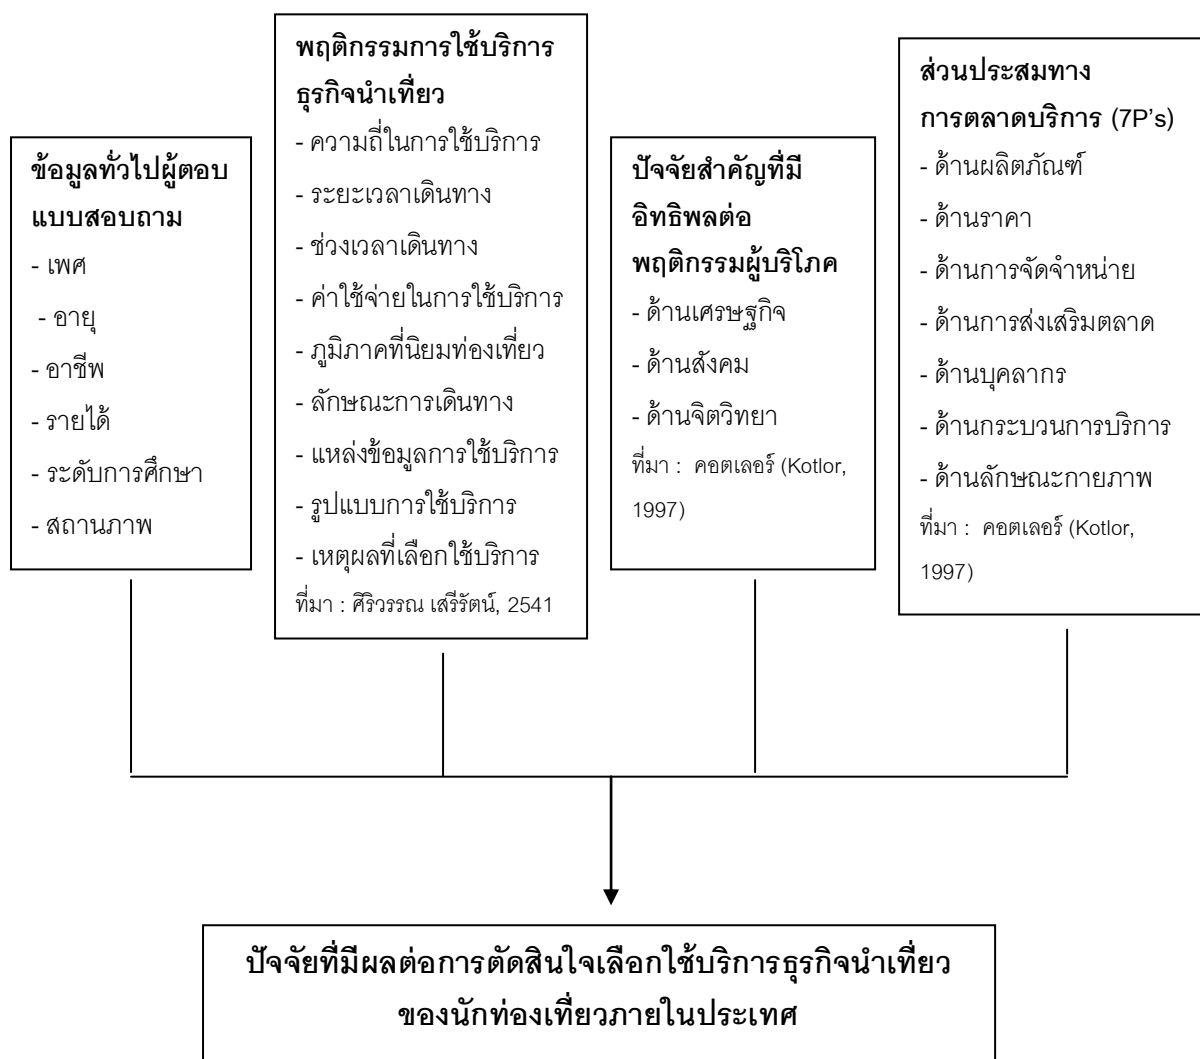 ข้อมูลทั่วไปผู้ตอบ
แบบสอบถาม
- เพศ
- อายุ
- อาชีพ
- รายได้
- ระดับการศึกษา
- สถานภาพ
พฤติกรรมการใช้บริการ
ธุรกิจนำเที่ยว
- ความถี่ในการใช้บริการ
- ระยะเวลาเดินทาง
- ช่วงเวลาเดินทาง
- ค่าใช้จ่ายในการใช้บริการ
- ภูมิภาคที่นิยมท่องเที่ยว
- ลักษณะการเดินทาง
- แหล่งข้อมูลการใช้บริการ
- รูปแบบการใช้บริการ
- เหตุผลที่เลือกใช้บริการ
ที่มา : ศิริวรรณ เสรีรัตน์, 2541
ปัจจัยสำคัญที่มี
อิทธิพลต่อ
พฤติกรรมผู้บริโภค
- ด้านเศรษฐกิจ
- ด้านสังคม
- ด้านจิตวิทยา
ที่มา : คอตเลอร์ (Kotlor,
1997)
ส่วนประสมทาง
การตลาดบริการ (7P's)
- ด้านผลิตภัณฑ์
- ด้านราคา
- ด้านการจัดจำหน่าย
- ด้านการส่งเสริมตลาด
- ด้านบุคลากร
- ด้านกระบวนการบริการ
- ด้านลักษณะกายภาพ
ที่มา : คอตเลอร์ (Kotlor,
1997)
ปัจจัยที่มีผลต่อการตัดสินใจเลือกใช้บริการธุรกิจนำเที่ยว
ของนักท่องเที่ยวภายในประเทศ